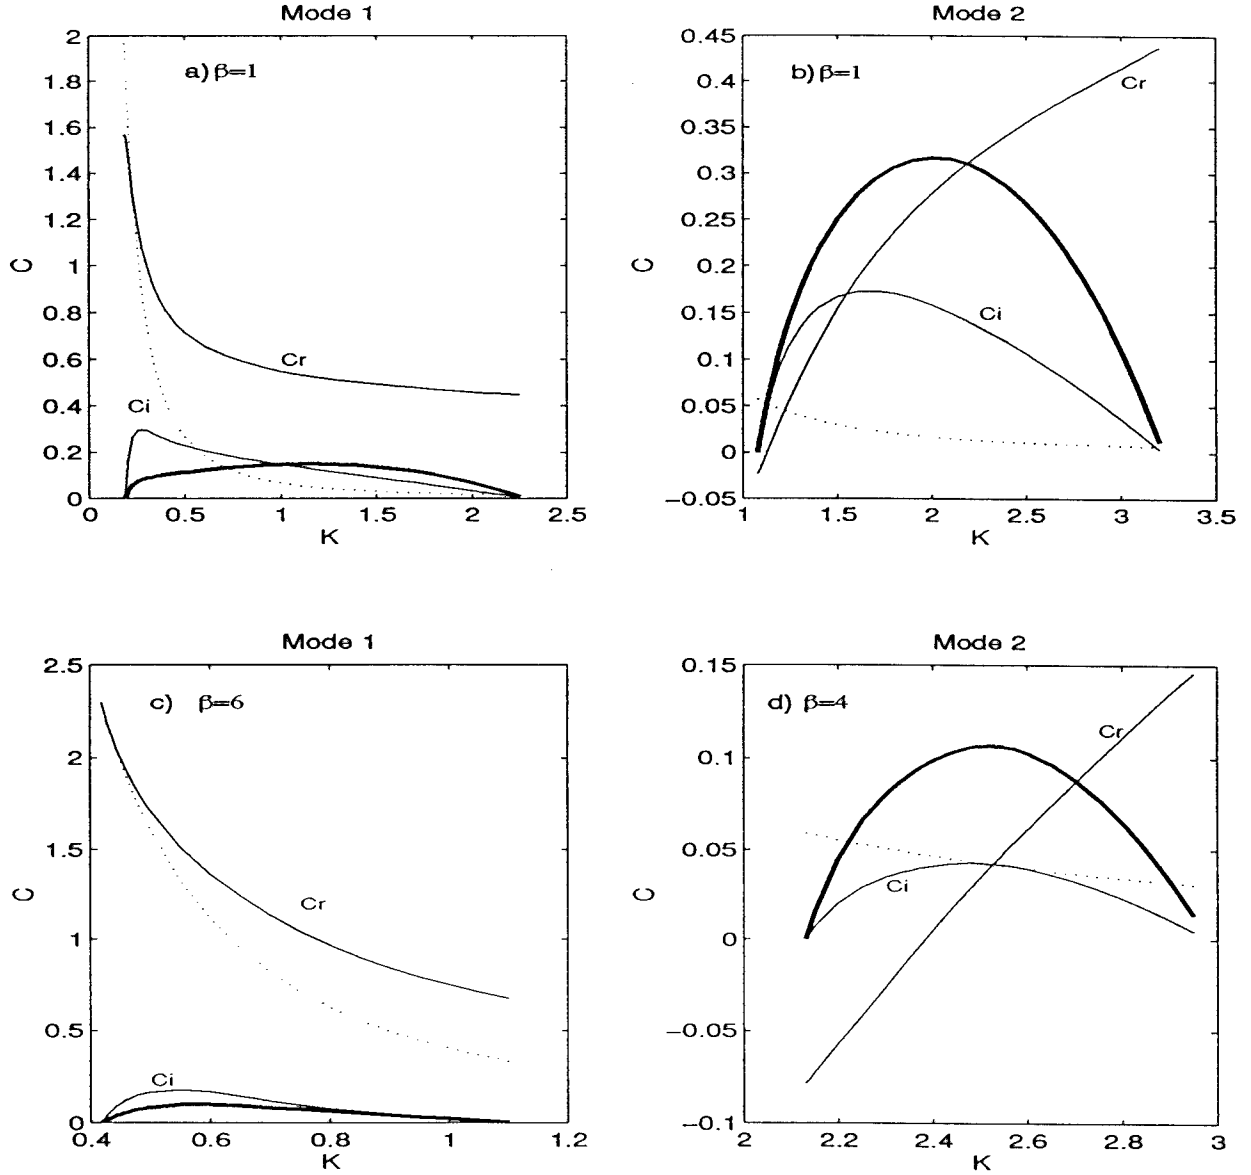 Mode 1
a) β=1
2
1.8
1.6
1.4
1.2
1
0.8
0.6
0.4
0.2
0
C
Cr
Ci
0 0.5 1 1.5 2 2.5
K
Mode 2
b) β=1
0.45
0.4
0.35
0.3
0.25
0.2
0.15
0.1
0.05
0
−0.05
C
Cr
Ci
1 1.5 2 2.5 3 3.5
K
Mode 1
c) β=6
2.5
2
1.5
1
0.5
0
C
Cr
Ci
0.4 0.6 0.8 1 1.2
K
Mode 2
d) β=4
0.15
0.1
0.05
0
−0.05
−0.1
C
Cr
Ci
2 2.2 2.4 2.6 2.8 3
K